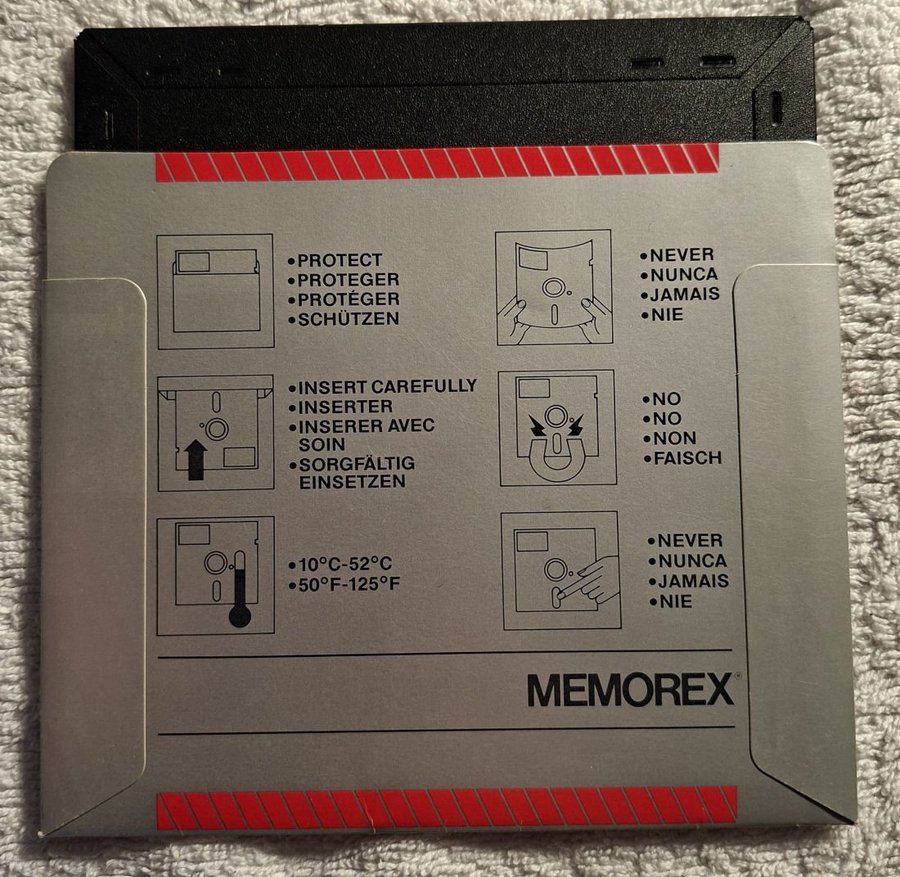 •PROTECT
•PROTEGER
•PROTÉGER
•SCHÜTZEN
•NEVER
•NUNCA
•JAMAIS
•NIE
•INSERT CAREFULLY
•INSERTER
•INSERER AVEC
SOIN
•SORGFÄLTIG
EINSETZEN
•NO
•NO
•NON
•FAISCH
•10°C-52°C
•50°F-125°F
•NEVER
•NUNCA
•JAMAIS
•NIE
MEMOREX®